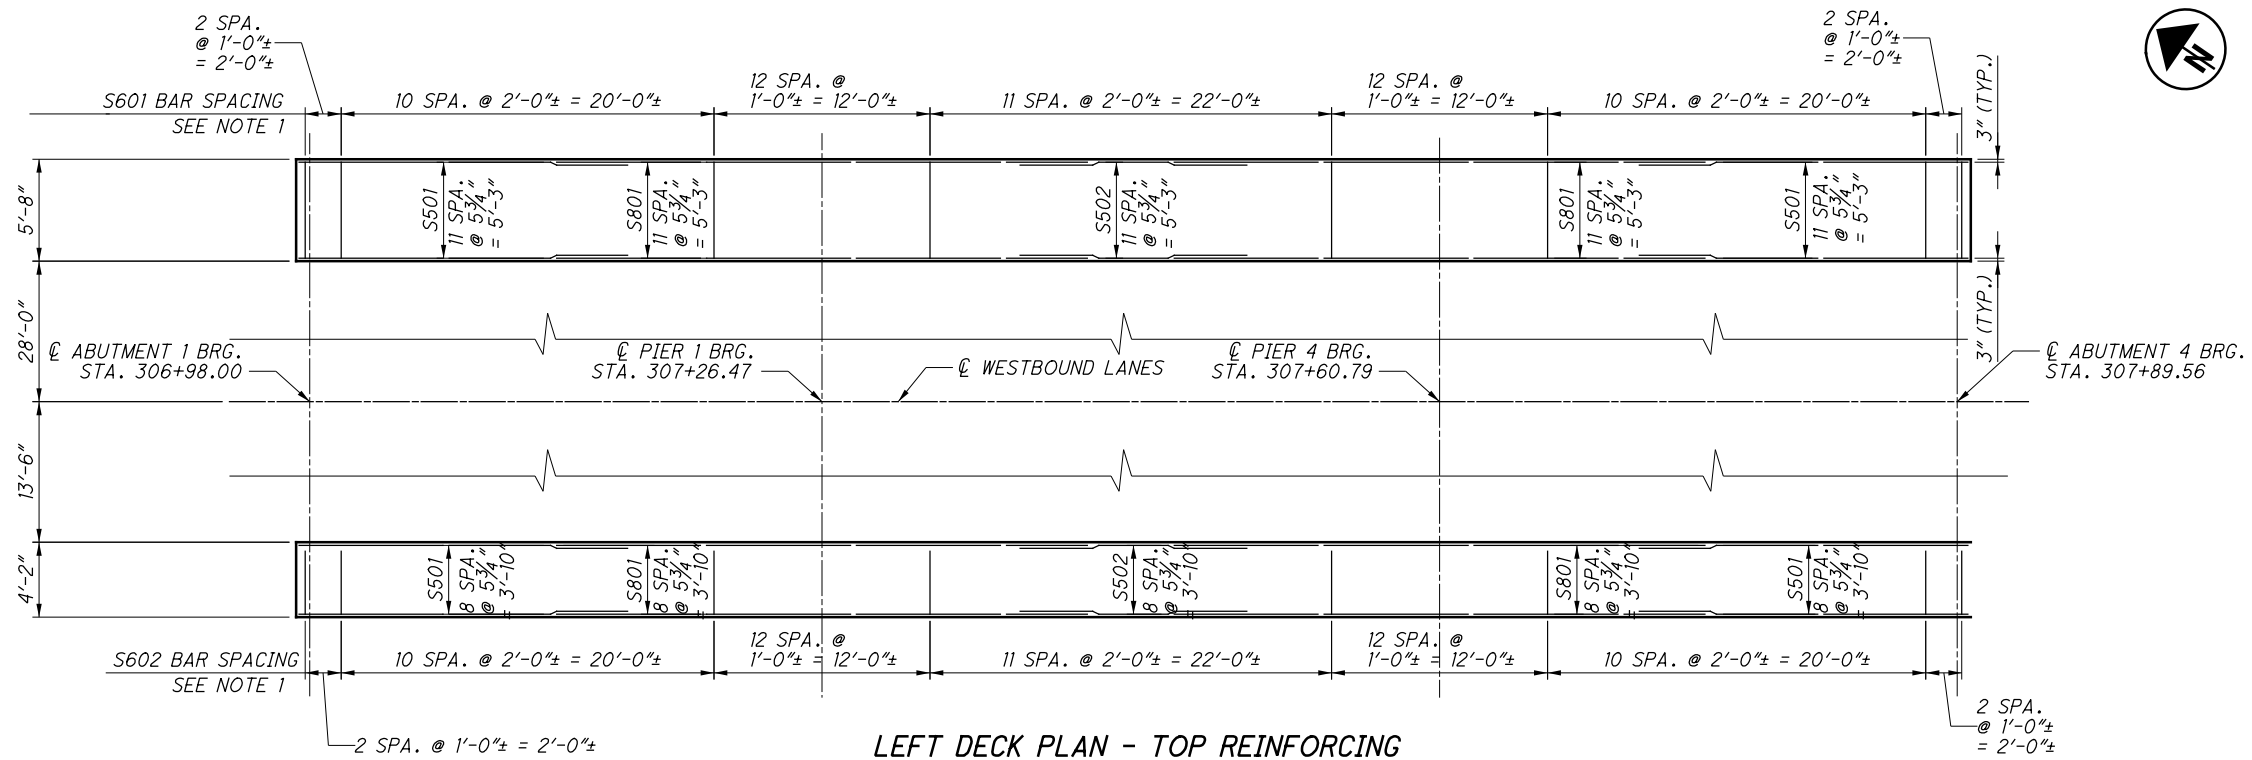 2 SPA.
@ 1'-0"±
= 2'-0"±
2 SPA.
@ 1'-0"±
= 2'-0"±
N
S601 BAR SPACING
SEE NOTE 1
10 SPA. @ 2'-0"± = 20'-0"±
12 SPA. @
1'-0"± = 12'-0"±
11 SPA. @ 2'-0"± = 22'-0"±
12 SPA. @
1'-0"± = 12'-0"±
10 SPA. @ 2'-0"± = 20'-0"±
3" (TYP.)
5'-8"
S501
11 SPA.
@ 5¾"
= 5'-3"
S801
11 SPA.
@ 5¾"
= 5'-3"
S502
11 SPA.
@ 5¾"
= 5'-3"
S801
11 SPA.
@ 5¾"
= 5'-3"
S501
11 SPA.
@ 5¾"
= 5'-3"
3" (TYP.)
28'-0"
℄ ABUTMENT 1 BRG.
STA. 306+98.00
℄ PIER 1 BRG.
STA. 307+26.47
℄ WESTBOUND LANES
℄ PIER 4 BRG.
STA. 307+60.79
℄ ABUTMENT 4 BRG.
STA. 307+89.56
13'-6"
4'-2"
S501
8 SPA.
@ 5¾"
= 3'-10"
S801
8 SPA.
@ 5¾"
= 3'-10"
S502
8 SPA.
@ 5¾"
= 3'-10"
S801
8 SPA.
@ 5¾"
= 3'-10"
S501
8 SPA.
@ 5¾"
= 3'-10"
S602 BAR SPACING
SEE NOTE 1
10 SPA. @ 2'-0"± = 20'-0"±
12 SPA. @
1'-0"± = 12'-0"±
11 SPA. @ 2'-0"± = 22'-0"±
12 SPA. @
1'-0"± = 12'-0"±
10 SPA. @ 2'-0"± = 20'-0"±
2 SPA. @ 1'-0"± = 2'-0"±
2 SPA.
@ 1'-0"±
= 2'-0"±
LEFT DECK PLAN - TOP REINFORCING